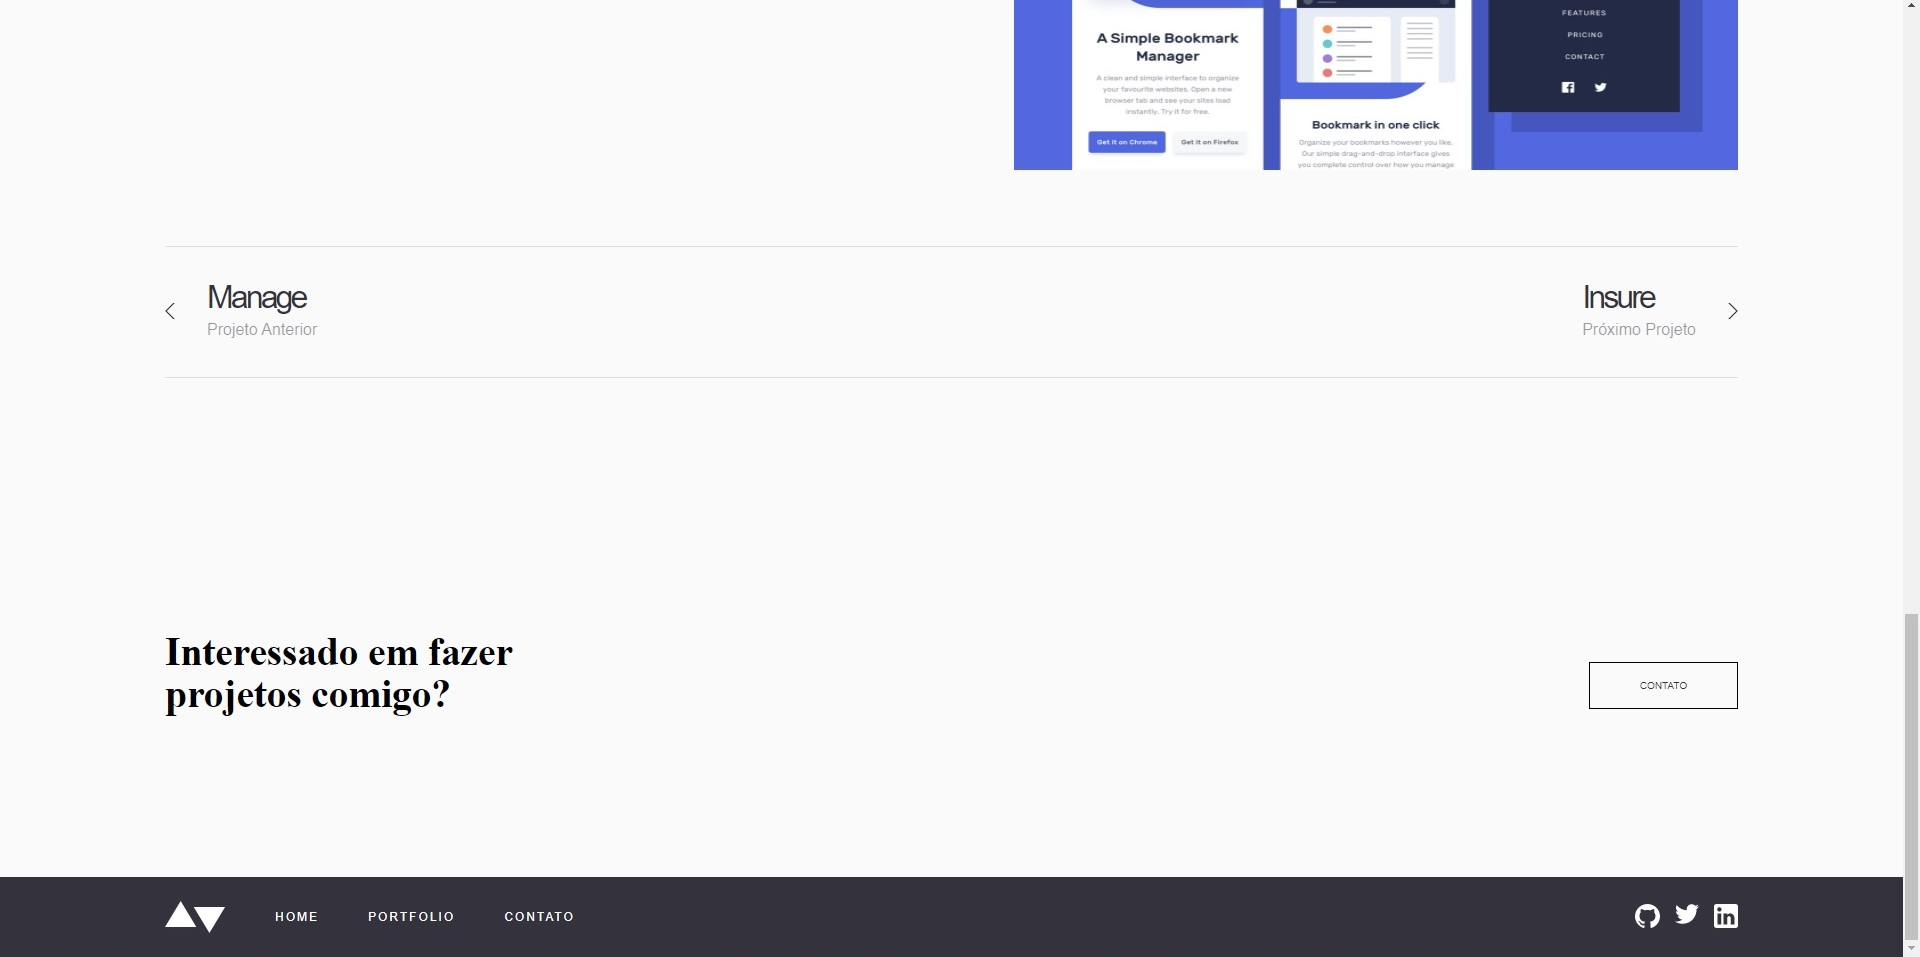 A Simple Bookmark
Manager
A clean and simple interface to organize
your favourite websites. Open a new
browser tab and see your sites load
instantly. Try it for free.
Get it on Chrome
Get it on Firefox
Bookmark in one click
Organize your bookmarks however you like.
Our simple drag-and-drop interface gives
you complete control over how you manage
FEATURES
PRICING
CONTACT
Manage
Projeto Anterior
Insure
Próximo Projeto
Interessado em fazer
projetos comigo?
CONTATO
HOME
PORTFOLIO
CONTATO